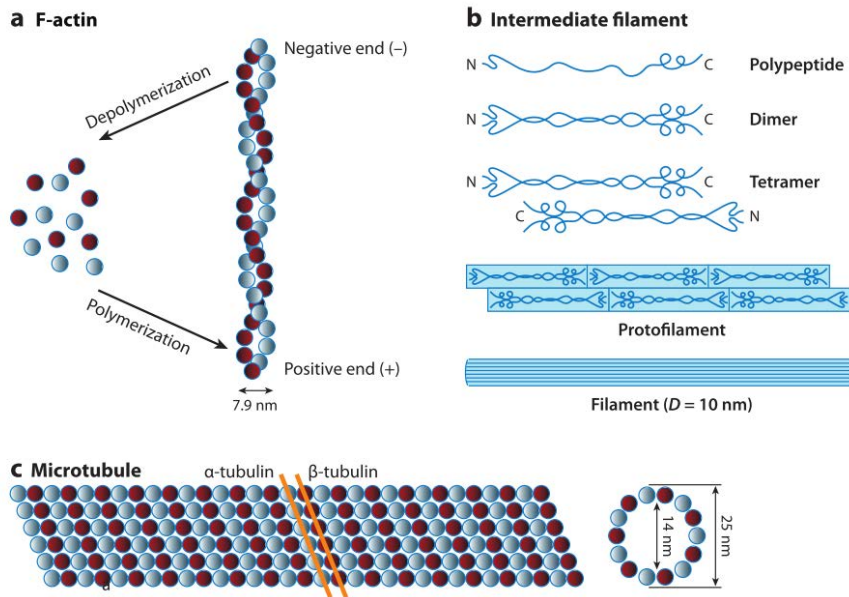 a F-actin
Negative end (–)
Depolymerization
Polymerization
Positive end (+)
7.9 nm
b Intermediate filament
N C Polypeptide
N Dimer C
N C Tetramer
C N
Protofilament
Filament (D = 10 nm)
c Microtubule
α-tubulin β-tubulin
14 nm
25 nm
a